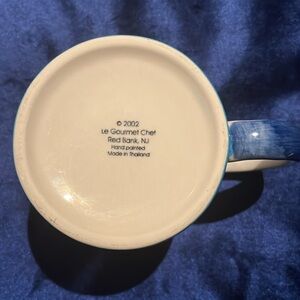 © 2002
Le Gourmet Chef
Red Bank, NJ
Hand painted
Made in Thailand